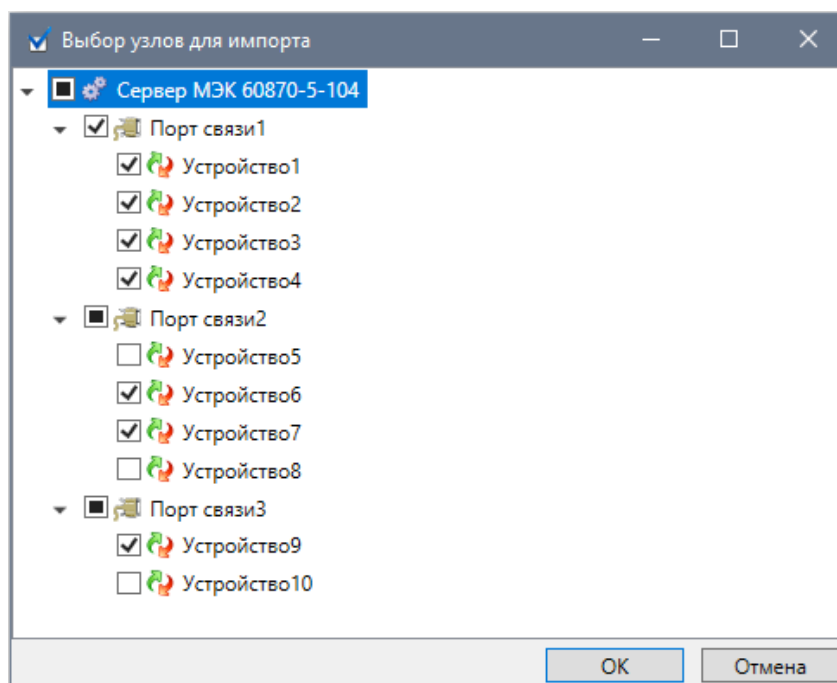 Выбор узлов для импорта
Сервер МЭК 60870-5-104
Порт связи1
Устройство1
Устройство2
Устройство3
Устройство4
Порт связи2
Устройство5
Устройство6
Устройство7
Устройство8
Порт связи3
Устройство9
Устройство10
OK Отмена